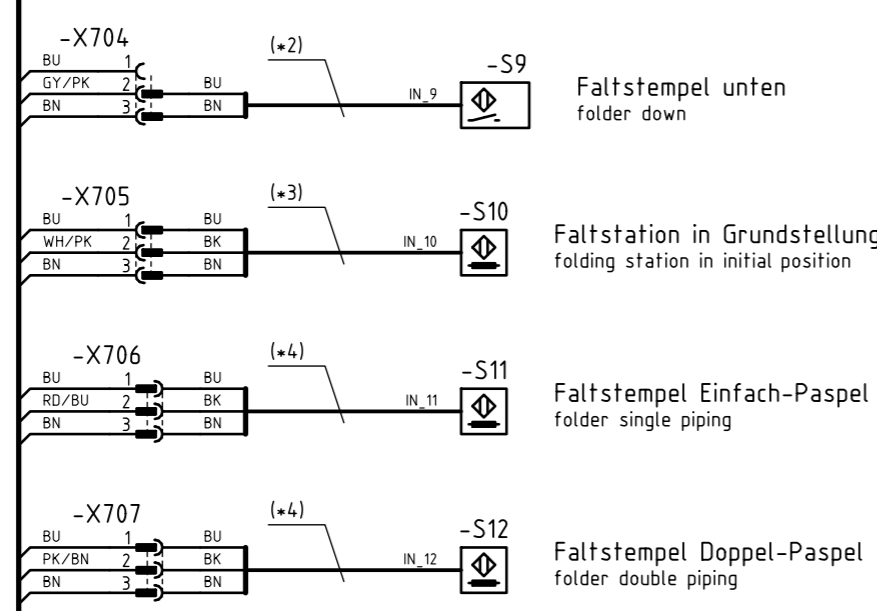 -X704
(*2)
-S9
BU 1
GY/PK 2 BU
BN 3 BN
IN_9
Faltstempel unten
folder down
-X705
(*3)
-S10
BU 1 BU
WH/PK 2 BK
BN 3 BN
IN_10
Faltstation in Grundstellung
folding station in initial position
-X706
(*4)
-S11
BU 1 BU
RD/BU 2 BK
BN 3 BN
IN_11
Faltstempel Einfach-Paspel
folder single piping
-X707
(*4)
-S12
BU 1 BU
PK/BN 2 BK
BN 3 BN
IN_12
Faltstempel Doppel-Paspel
folder double piping